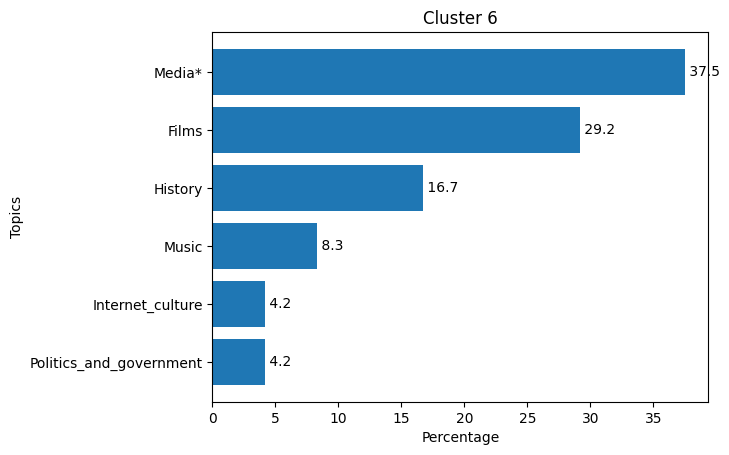 Cluster 6
Topics
Media* 37.5
Films 29.2
History 16.7
Music 8.3
Internet_culture 4.2
Politics_and_government 4.2
0 5 10 15 20 25 30 35
Percentage